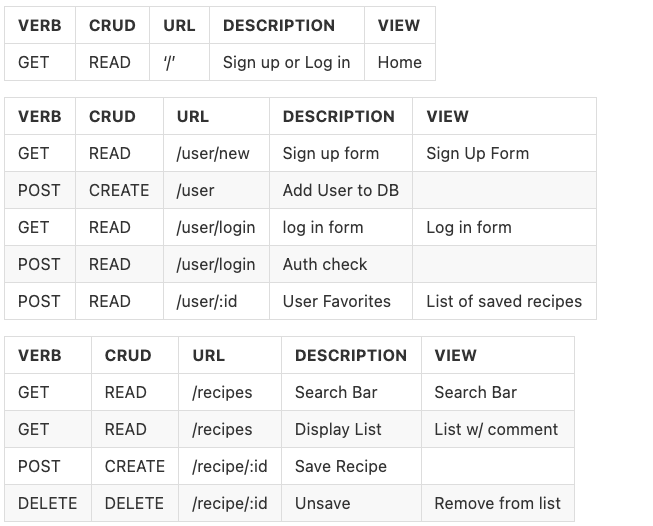 VERB CRUD URL DESCRIPTION VIEW
GET READ ‘/’ Sign up or Log in Home
VERB CRUD URL DESCRIPTION VIEW
GET READ /user/new Sign up form Sign Up Form
POST CREATE /user Add User to DB
GET READ /user/login log in form Log in form
POST READ /user/login Auth check
POST READ /user/:id User Favorites List of saved recipes
VERB CRUD URL DESCRIPTION VIEW
GET READ /recipes Search Bar Search Bar
GET READ /recipes Display List List w/ comment
POST CREATE /recipe/:id Save Recipe
DELETE DELETE /recipe/:id Unsave Remove from list